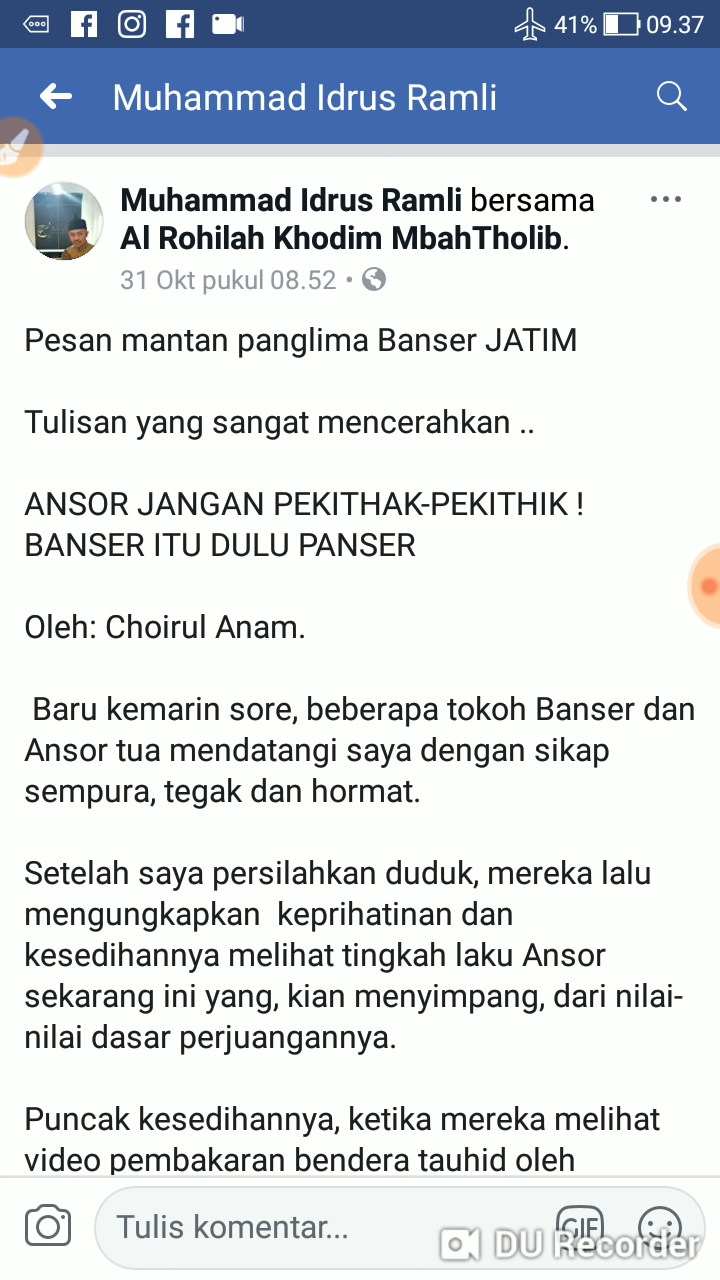 41% 09.37
Muhammad Idrus Ramli
Muhammad Idrus Ramli bersama
Al Rohilah Khodim MbahTholib.
31 Okt pukul 08.52 •
Pesan mantan panglima Banser JATIM
Tulisan yang sangat mencerahkan ..
ANSOR JANGAN PEKITHAK-PEKITHIK !
BANSER ITU DULU PANSER
Oleh: Choirul Anam.
Baru kemarin sore, beberapa tokoh Banser dan
Ansor tua mendatangi saya dengan sikap
sempura, tegak dan hormat.
Setelah saya persilahkan duduk, mereka lalu
mengungkapkan  keprihatinan dan
kesedihannya melihat tingkah laku Ansor
sekarang ini yang, kian menyimpang, dari nilai-
nilai dasar perjuangannya.
Puncak kesedihannya, ketika mereka melihat
video pembakaran bendera tauhid oleh
Tulis komentar...
GIF
DU Recorder